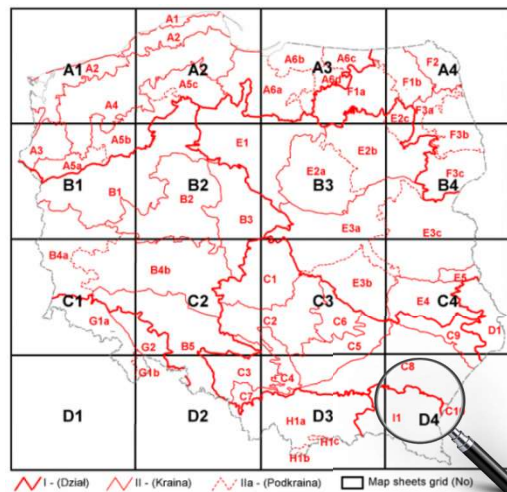 A1
A2
A2
A6b
A6c
A1
A2
A3
A4
F2
A6d
A5c
A6a
F1a
F1b
A4
F3a
E2c
A3
A5b
E1
F3b
A5a
E2b
E2a
F3c
B1
B2
B3
B4
B1
B2
B3
E3a
E3c
B4a
B4b
C1
E3b
E5
C1
C2
C3
E4
C4
G1a
C2
C6
D1
G2
B5
C5
C9
G1b
C3
C4
C8
C7
D1
D2
H1a
D3
I1
D4
H1c
H1b
I - (Dział)
II - (Kraina)
IIa - (Podkraina)
Map sheets grid (No)